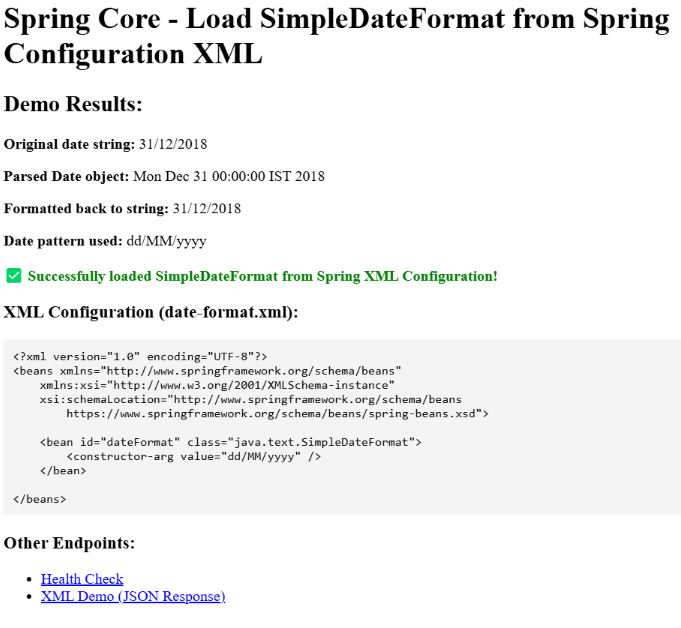 Spring Core - Load SimpleDateFormat from Spring
Configuration XML
Demo Results:
Original date string: 31/12/2018
Parsed Date object: Mon Dec 31 00:00:00 IST 2018
Formatted back to string: 31/12/2018
Date pattern used: dd/MM/yyyy
✅ Successfully loaded SimpleDateFormat from Spring XML Configuration!
XML Configuration (date-format.xml):
<?xml version="1.0" encoding="UTF-8"?>
<beans xmlns="http://www.springframework.org/schema/beans"
    xmlns:xsi="http://www.w3.org/2001/XMLSchema-instance"
    xsi:schemaLocation="http://www.springframework.org/schema/beans
        https://www.springframework.org/schema/beans/spring-beans.xsd">
    <bean id="dateFormat" class="java.text.SimpleDateFormat">
        <constructor-arg value="dd/MM/yyyy" />
    </bean>
</beans>
Other Endpoints:
• Health Check
• XML Demo (JSON Response)